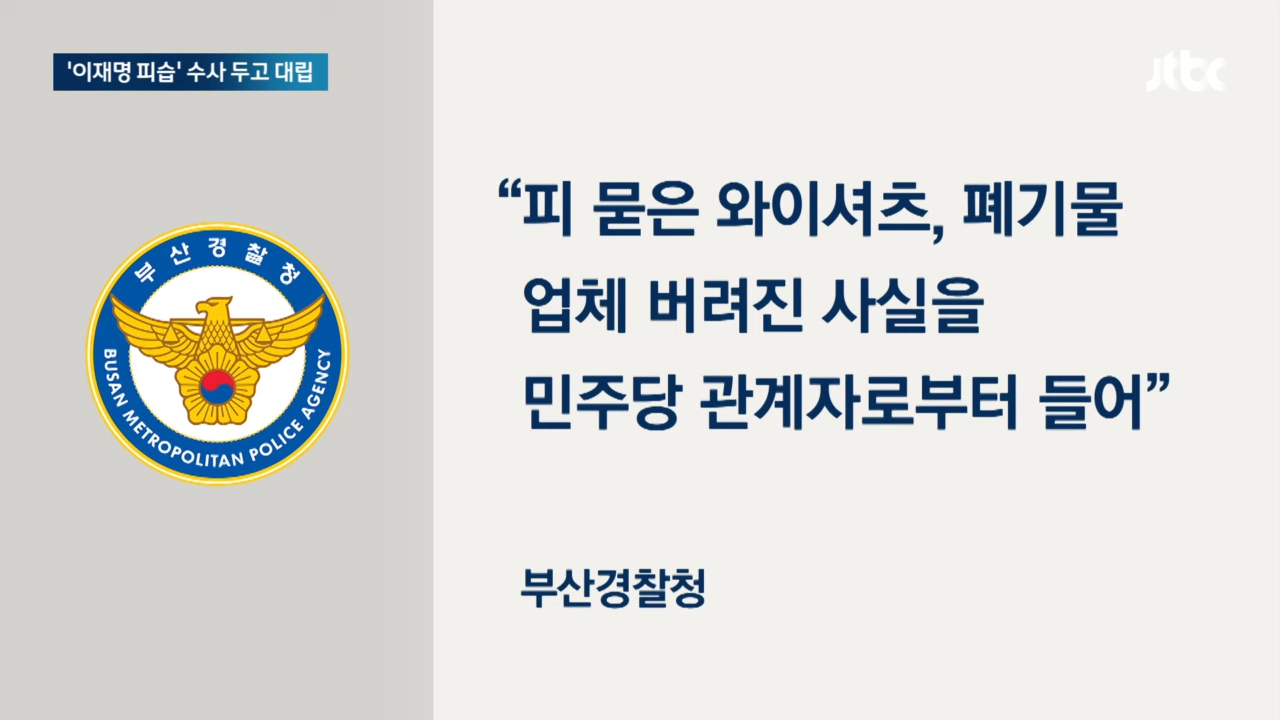 '이재명 피습' 수사 두고 대립
jtbc
“피 묻은 와이셔츠, 폐기물
업체 버려진 사실을
민주당 관계자로부터 들어”
부산경찰청
부산경찰청
BUSAN METROPOLITAN POLICE AGENCY